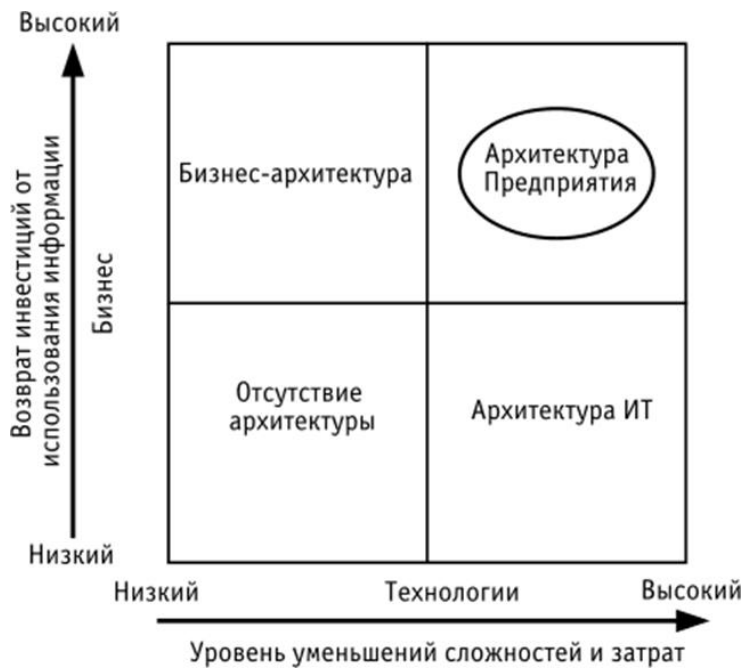 Высокий
Возврат инвестиций от
использования информации
Бизнес
Бизнес-архитектура
Архитектура
Предприятия
Отсутствие
архитектуры
Архитектура ИТ
Низкий
Низкий
Технологии
Высокий
Уровень уменьшений сложностей и затрат